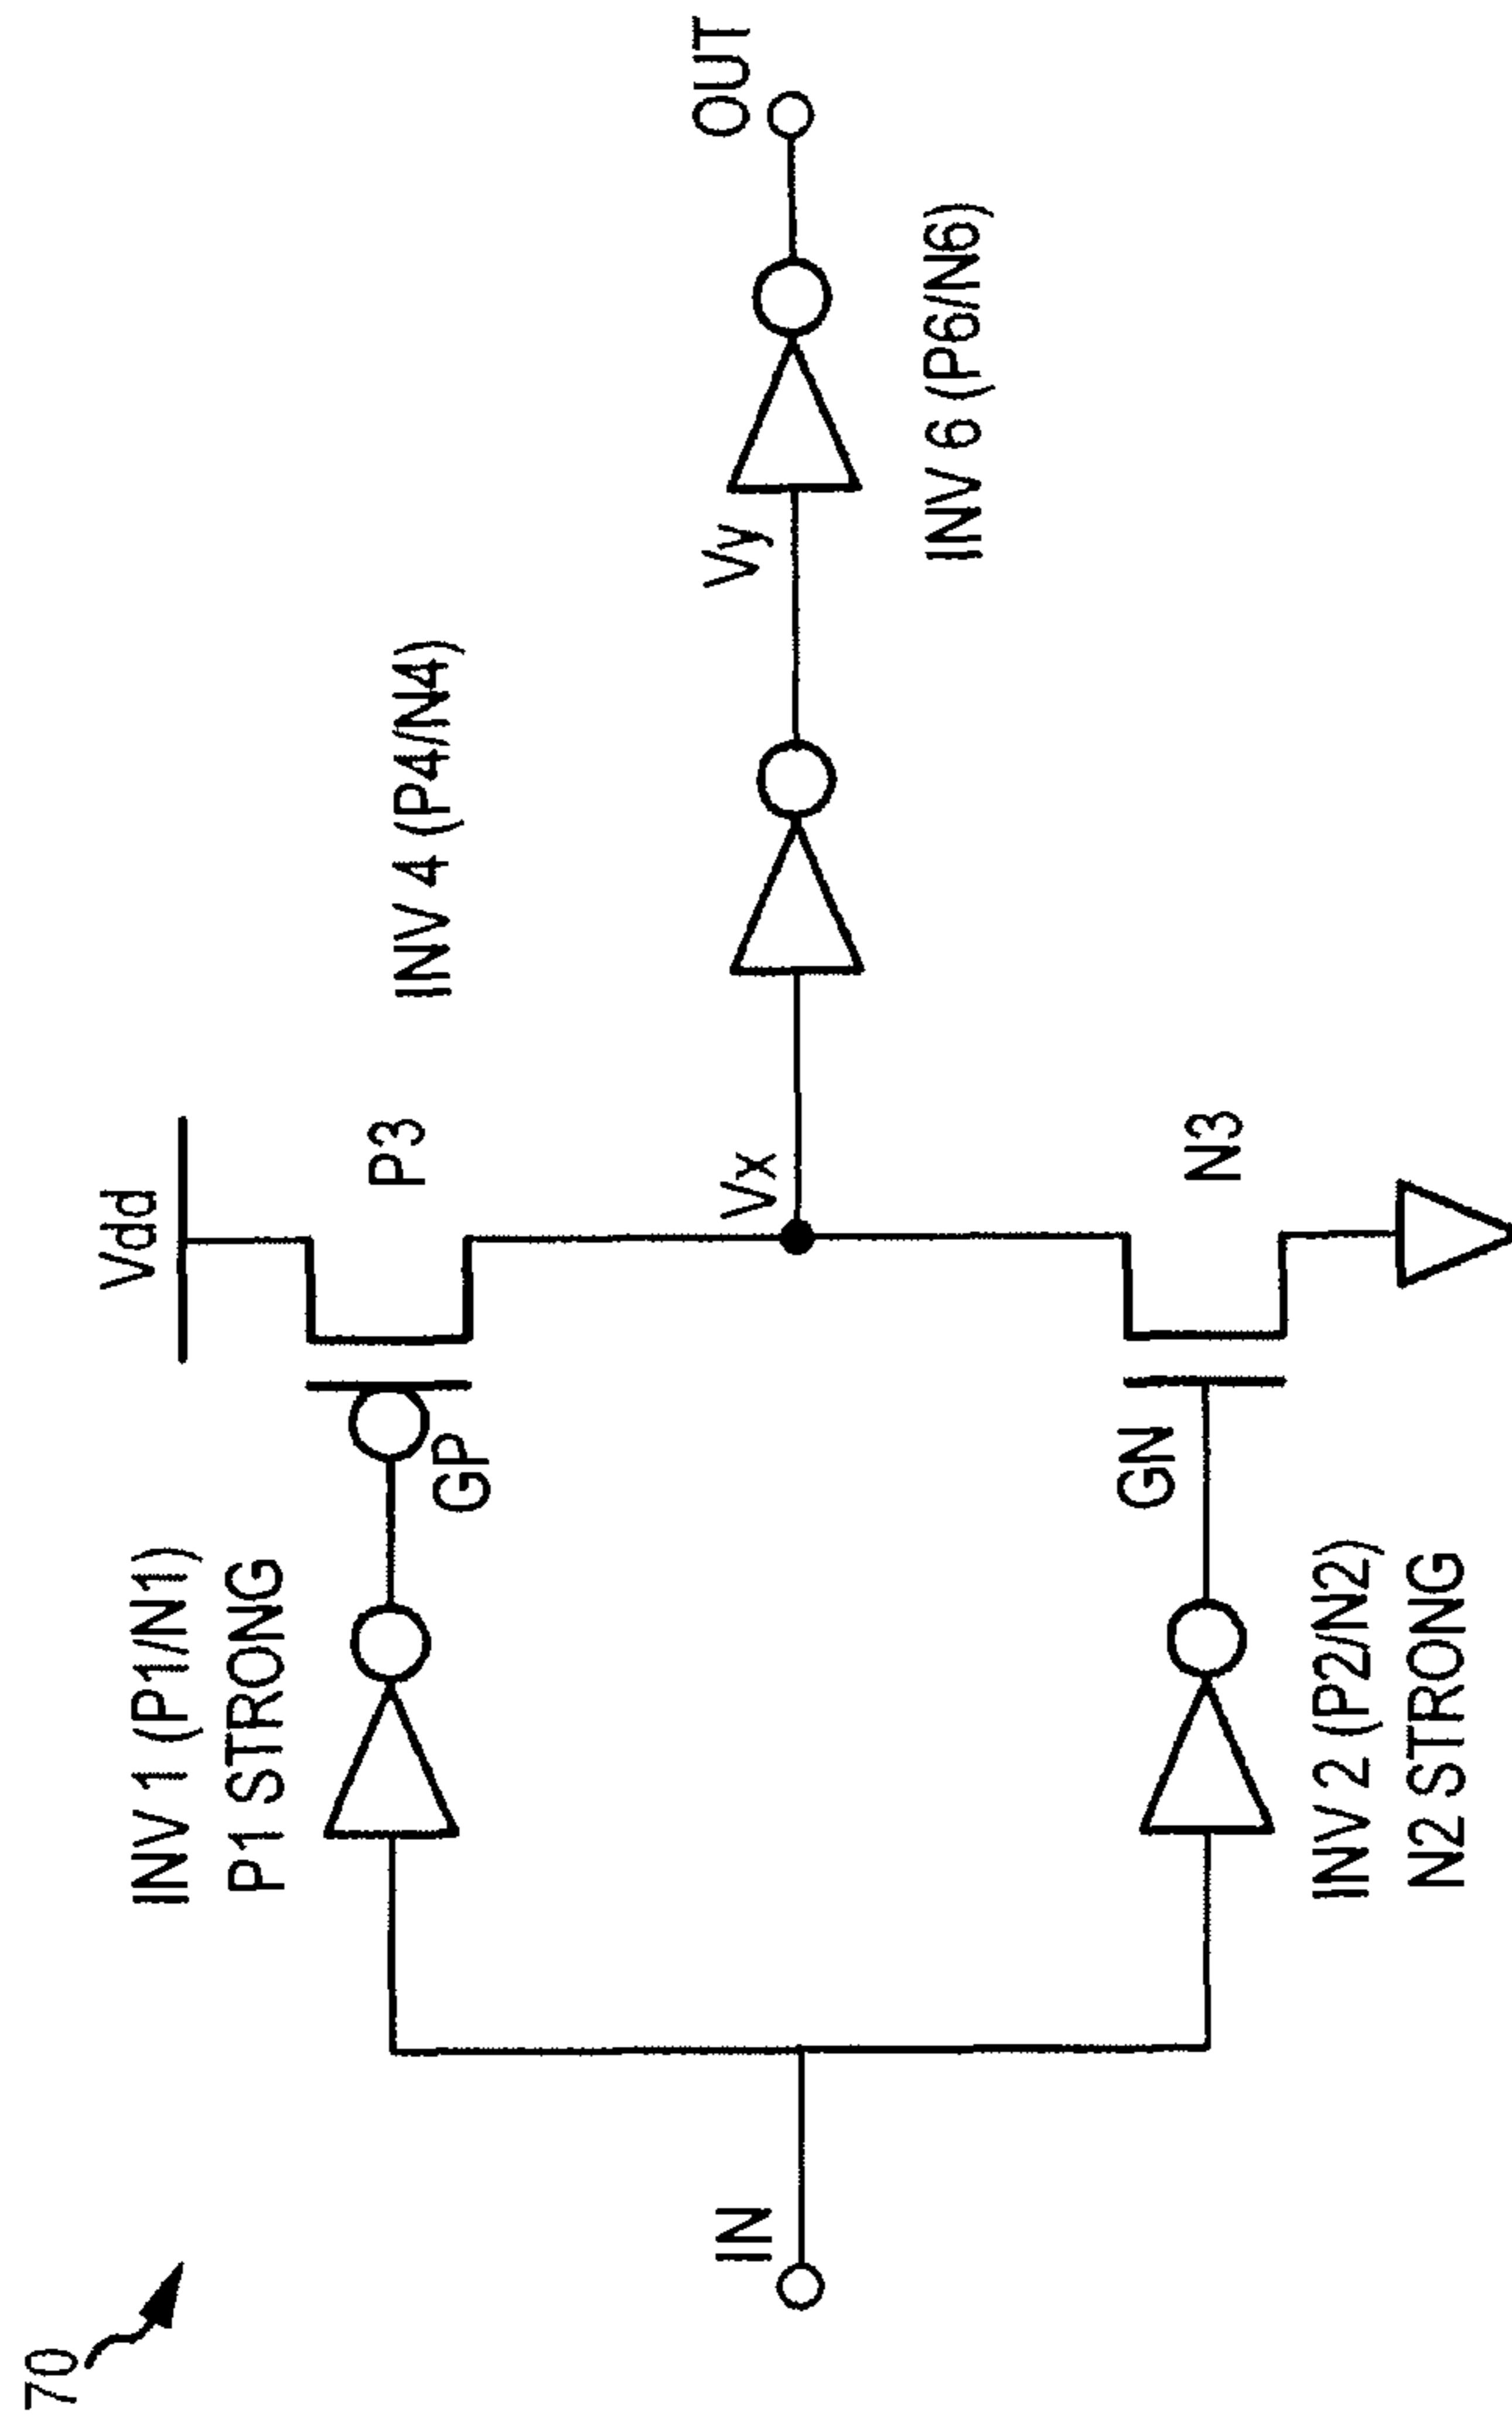 70
IN
INV 1 (P1/N1)
P1 STRONG
GP
INV 2 (P2/N2)
N2 STRONG
GN
Vdd
P3
Vx
N3
INV 4 (P4/N4)
Vy
INV 6 (P6/N6)
OUT